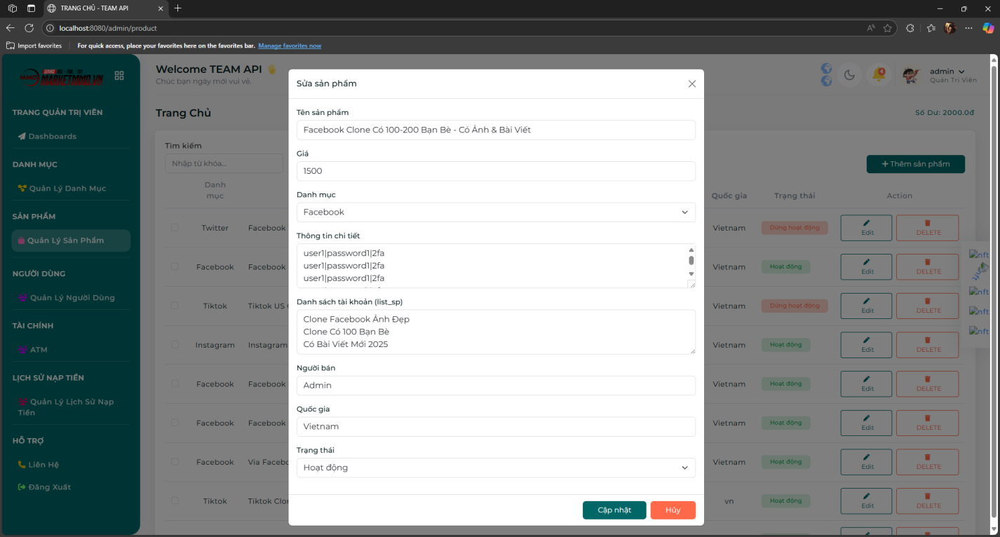 TRANG CHỦ - TEAM API
localhost:8080/admin/product
Import favorites
For quick access, place your favorites here on the favorites bar. Manage favorites now
MMO
SERVICE
MARKETMMO.VN
TRANG QUẢN TRỊ VIÊN
Dashboards
DANH MỤC
Quản Lý Danh Mục
SẢN PHẨM
Quản Lý Sản Phẩm
NGƯỜI DÙNG
Quản Lý Người Dùng
TÀI CHÍNH
ATM
LỊCH SỬ NẠP TIỀN
Quản Lý Lịch Sử Nạp
Tiền
HỖ TRỢ
Liên Hệ
Đăng Xuất
Welcome TEAM API
Chúc bạn ngày mới vui vẻ.
4
admin
Quản Trị Viên
Trang Chủ
Số Dư: 2000.0đ
Tìm kiếm
Nhập từ khóa...
+ Thêm sản phẩm
Danh
mục
Quốc gia Trạng thái Action
Twitter Facebook Vietnam Dừng hoạt động Edit DELETE
Facebook Facebook Vietnam Hoạt động Edit DELETE
Tiktok Tiktok US Vietnam Dừng hoạt động Edit DELETE
Instagram Instagram Vietnam Hoạt động Edit DELETE
Facebook Facebook Vietnam Hoạt động Edit DELETE
Facebook Facebook Vietnam Hoạt động Edit DELETE
Facebook Via Facebo Vietnam Hoạt động Edit DELETE
Tiktok Tiktok Clor vn Hoạt động Edit DELETE
nft
nft
nft
nft
nft
Sửa sản phẩm
Tên sản phẩm
Facebook Clone Có 100-200 Bạn Bè - Có Ảnh & Bài Viết
Giá
1500
Danh mục
Facebook
Thông tin chi tiết
user1|password1|2fa
user1|password1|2fa
user1|password1|2fa
Danh sách tài khoản (list_sp)
Clone Facebook Ảnh Đẹp
Clone Có 100 Bạn Bè
Có Bài Viết Mới 2025
Người bán
Admin
Quốc gia
Vietnam
Trạng thái
Hoạt động
Cập nhật
Hủy